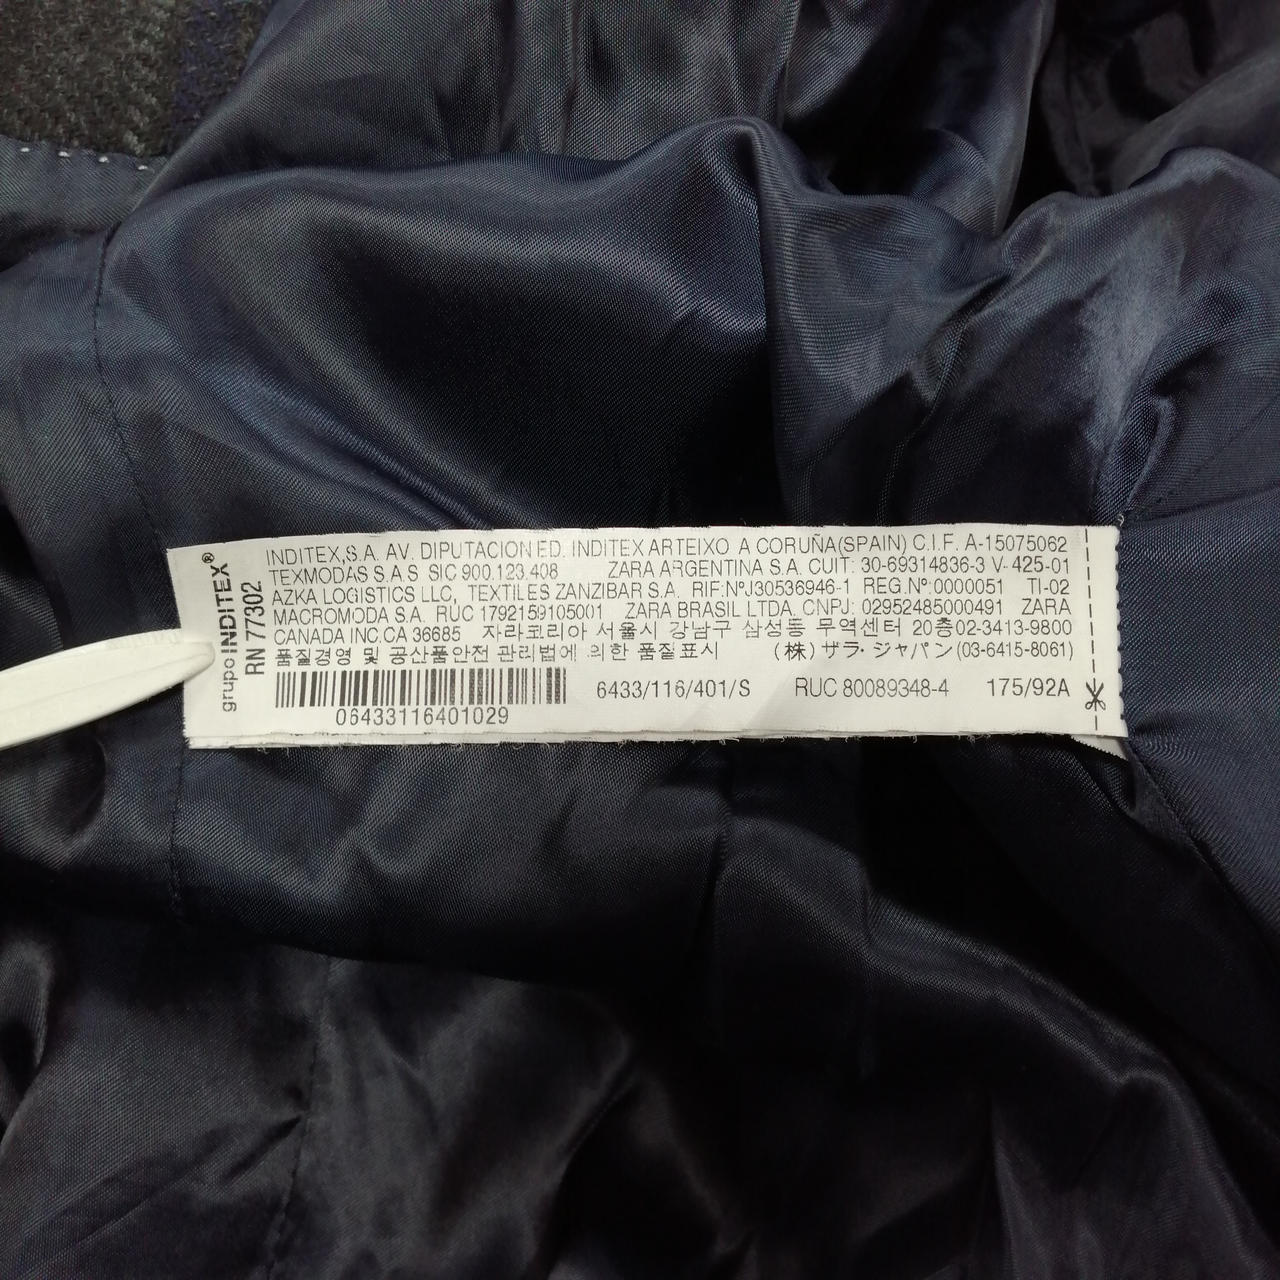 INDITEX,S.A. AV. DIPUTACION ED. INDITEX ARTEIXO A CORUÑA(SPAIN) C.I.F. A-15075062
TEXMODAS S.A.S SIC 900.123.408 ZARA ARGENTINA S.A. CUIT: 30-69314836-3 V-425-01
AZKA LOGISTICS LLC, TEXTILES ZANZIBAR S.A. RIF:NºJ30536946-1 REG.Nº:0000051 TI-02
MACROMODA S.A. RUC 1792159105001 ZARA BRASIL LTDA. CNPJ: 02952485000491 ZARA
CANADA INC.CA 36685 자라코리아 서울시 강남구 삼성동 무역센터 20층02-3413-9800
품질경영 및 공산품안전 관리법에 의한 품질표시 (株) ザラ・ジャパン (03-6415-8061)
6433/116/401/S RUC 80089348-4 175/92A
06433116401029
grupo INDITEX®
RN 77302